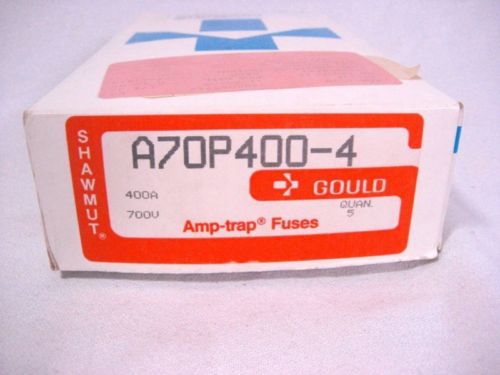 SHAWMUT®
A70P400-4
GOULD
400A
QUAN.
700V
5
Amp-trap® Fuses